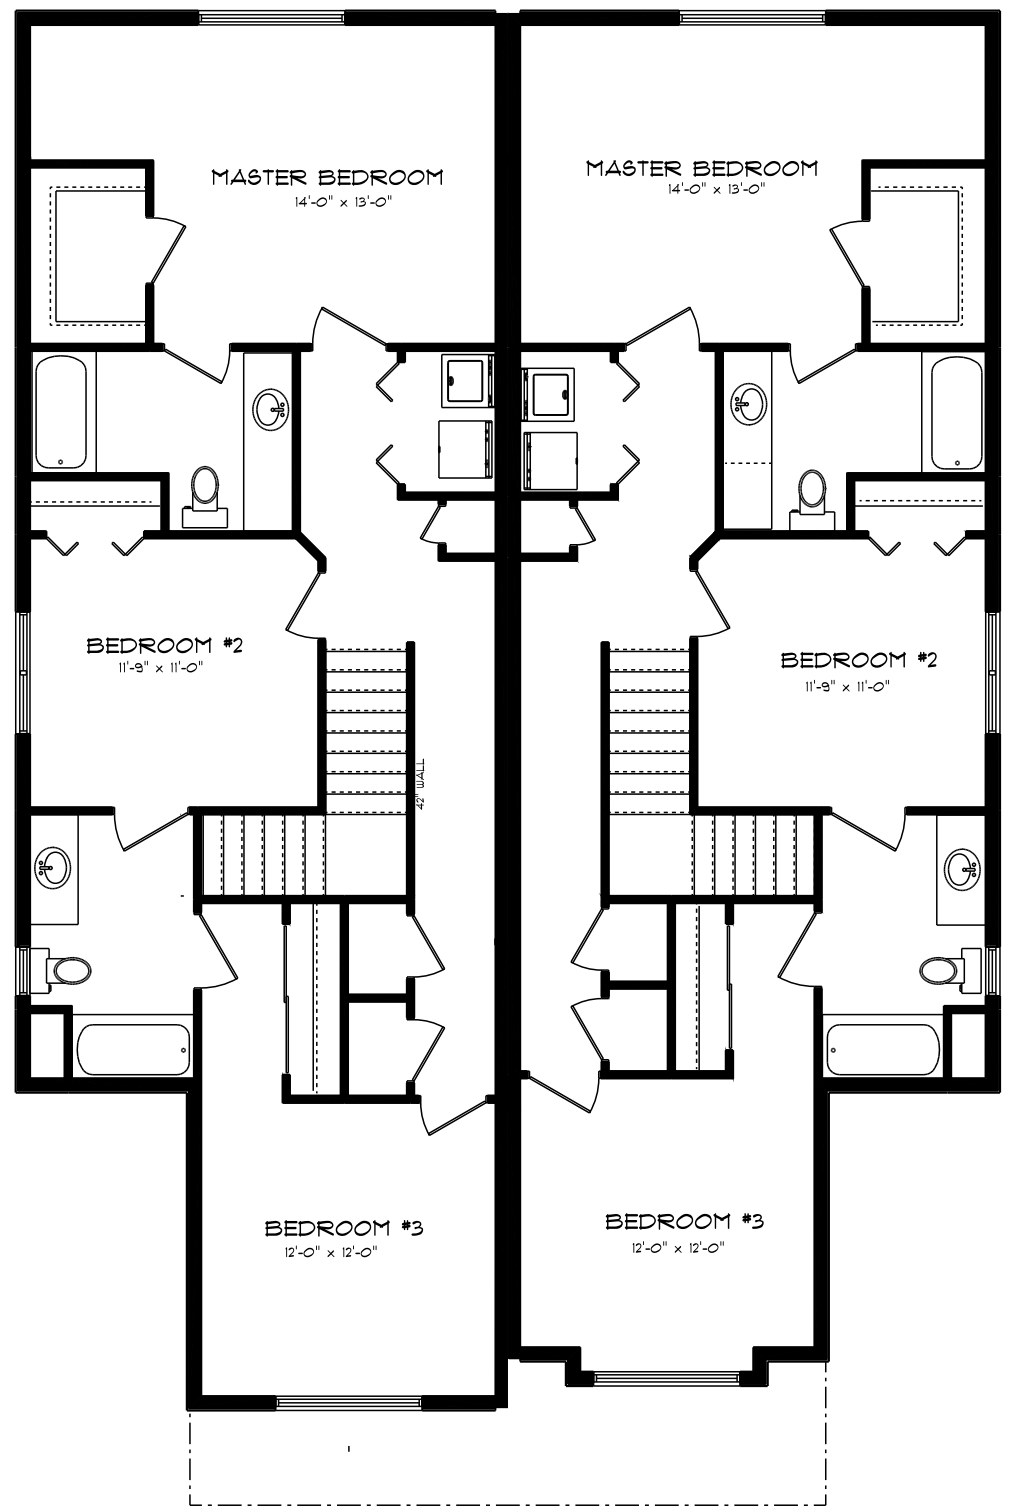 MASTER BEDROOM
14'-0" x 13'-0"
MASTER BEDROOM
14'-0" x 13'-0"
BEDROOM #2
11'-9" x 11'-0"
BEDROOM #2
11'-9" x 11'-0"
42" WALL
BEDROOM #3
12'-0" x 12'-0"
BEDROOM #3
12'-0" x 12'-0"